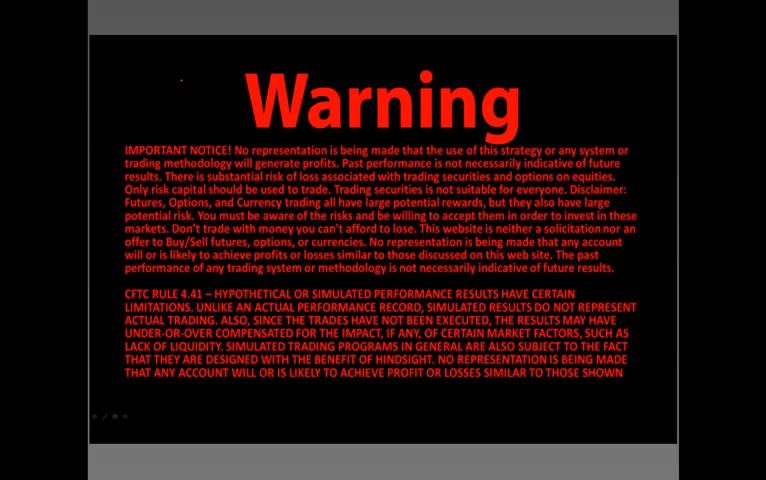 Warning
IMPORTANT NOTICE! No representation is being made that the use of this strategy or any system or
trading methodology will generate profits. Past performance is not necessarily indicative of future
results. There is substantial risk of loss associated with trading securities and options on equities.
Only risk capital should be used to trade. Trading securities is not suitable for everyone. Disclaimer:
Futures, Options, and Currency trading all have large potential rewards, but they also have large
potential risk. You must be aware of the risks and be willing to accept them in order to invest in these
markets. Don't trade with money you can't afford to lose. This website is neither a solicitation nor an
offer to Buy/Sell futures, options, or currencies. No representation is being made that any account
will or is likely to achieve profits or losses similar to those discussed on this web site. The past
performance of any trading system or methodology is not necessarily indicative of future results.
CFTC RULE 4.41 – HYPOTHETICAL OR SIMULATED PERFORMANCE RESULTS HAVE CERTAIN
LIMITATIONS. UNLIKE AN ACTUAL PERFORMANCE RECORD, SIMULATED RESULTS DO NOT REPRESENT
ACTUAL TRADING. ALSO, SINCE THE TRADES HAVE NOT BEEN EXECUTED, THE RESULTS MAY HAVE
UNDER-OR-OVER COMPENSATED FOR THE IMPACT, IF ANY, OF CERTAIN MARKET FACTORS, SUCH AS
LACK OF LIQUIDITY. SIMULATED TRADING PROGRAMS IN GENERAL ARE ALSO SUBJECT TO THE FACT
THAT THEY ARE DESIGNED WITH THE BENEFIT OF HINDSIGHT. NO REPRESENTATION IS BEING MADE
THAT ANY ACCOUNT WILL OR IS LIKELY TO ACHIEVE PROFIT OR LOSSES SIMILAR TO THOSE SHOWN